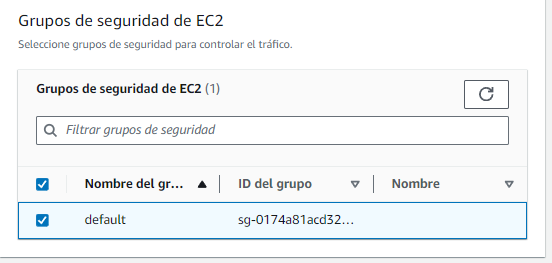 Grupos de seguridad de EC2
Seleccione grupos de seguridad para controlar el tráfico.
Grupos de seguridad de EC2 (1)
Filtrar grupos de seguridad
Nombre del gr... ID del grupo Nombre
default sg-0174a81acd32...